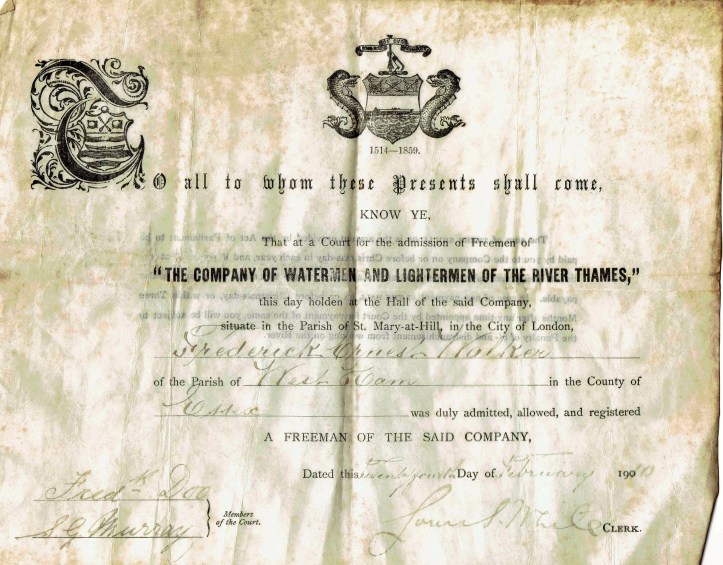 1514—1859.
To all to whom these Presents shall come,
KNOW YE,
That at a Court for the admission of Freemen of
"THE COMPANY OF WATERMEN AND LIGHTERMEN OF THE RIVER THAMES,"
this day holden at the Hall of the said Company,
situate in the Parish of St. Mary-at-Hill, in the City of London,
Frederick Ernest Walker
of the Parish of West Ham in the County of
Essex was duly admitted, allowed, and registered
A FREEMAN OF THE SAID COMPANY,
Dated this twenty fourth Day of February 190
Fredk Doo
S G Murray
Members
of the Court.
CLERK.